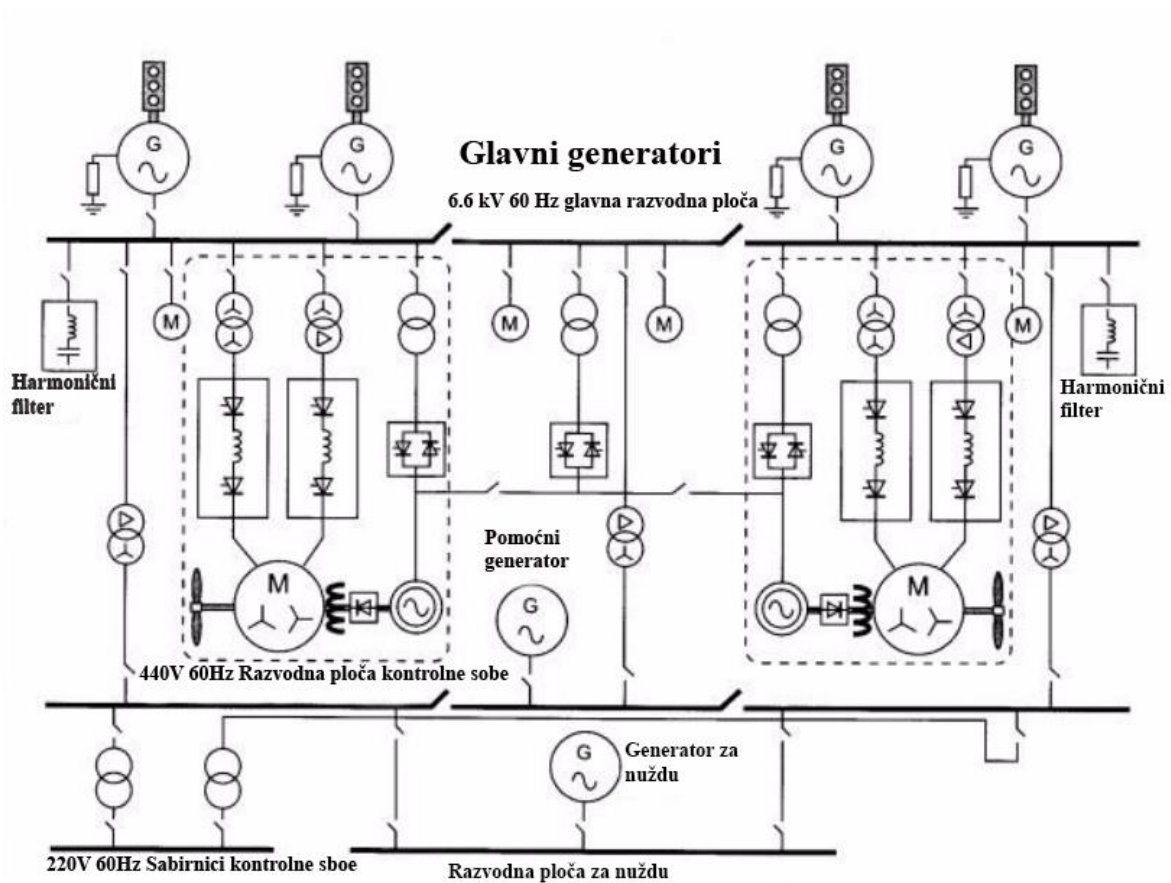 G
G
G
G
Glavni generatori
6.6 kV 60 Hz glavna razvodna ploča
M
M
M
M
Harmonični
filter
Harmonični
filter
Pomoćni
generator
G
M
M
440V 60Hz Razvodna ploča kontrolne sobe
G
Generator za
nuždu
220V 60Hz Sabirnici kontrolne sboe
Razvodna ploča za nuždu